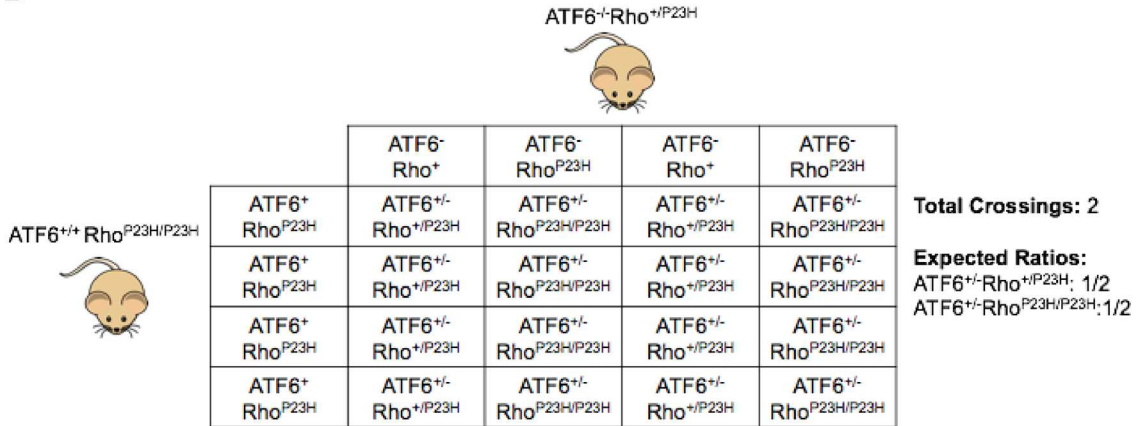 ATF6-/-Rho+/P23H
ATF6- ATF6- ATF6- ATF6-
Rho+ RhoP23H Rho+ RhoP23H
ATF6+/+ RhoP23H/P23H
ATF6+ ATF6+/- ATF6+/- ATF6+/- ATF6+/-
RhoP23H Rho+/P23H RhoP23H/P23H Rho+/P23H RhoP23H/P23H
ATF6+ ATF6+/- ATF6+/- ATF6+/- ATF6+/-
RhoP23H Rho+/P23H RhoP23H/P23H Rho+/P23H RhoP23H/P23H
ATF6+ ATF6+/- ATF6+/- ATF6+/- ATF6+/-
RhoP23H Rho+/P23H RhoP23H/P23H Rho+/P23H RhoP23H/P23H
ATF6+ ATF6+/- ATF6+/- ATF6+/- ATF6+/-
RhoP23H Rho+/P23H RhoP23H/P23H Rho+/P23H RhoP23H/P23H
Total Crossings: 2
Expected Ratios:
ATF6+/-Rho+/P23H: 1/2
ATF6+/-RhoP23H/P23H:1/2